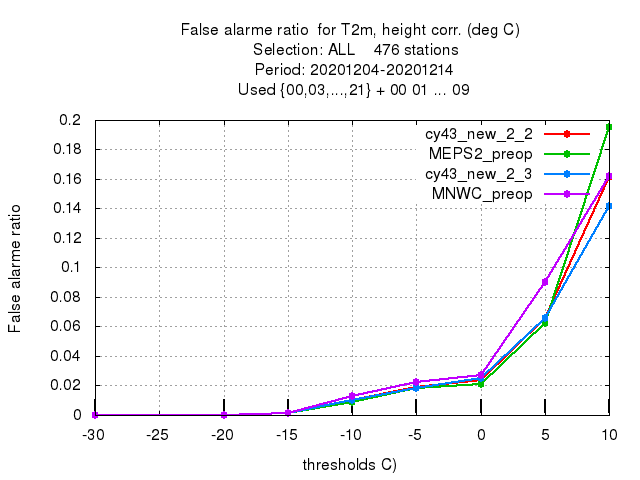 False alarme ratio  for T2m, height corr. (deg C)
Selection: ALL    476 stations
Period: 20201204-20201214
Used {00,03,...,21} + 00 01 ... 09
0.2
0.18
0.16
0.14
0.12
0.1
0.08
0.06
0.04
0.02
0
False alarme ratio
cy43_new_2_2
MEPS2_preop
cy43_new_2_3
MNWC_preop
-30 -25 -20 -15 -10 -5 0 5 10
thresholds C)